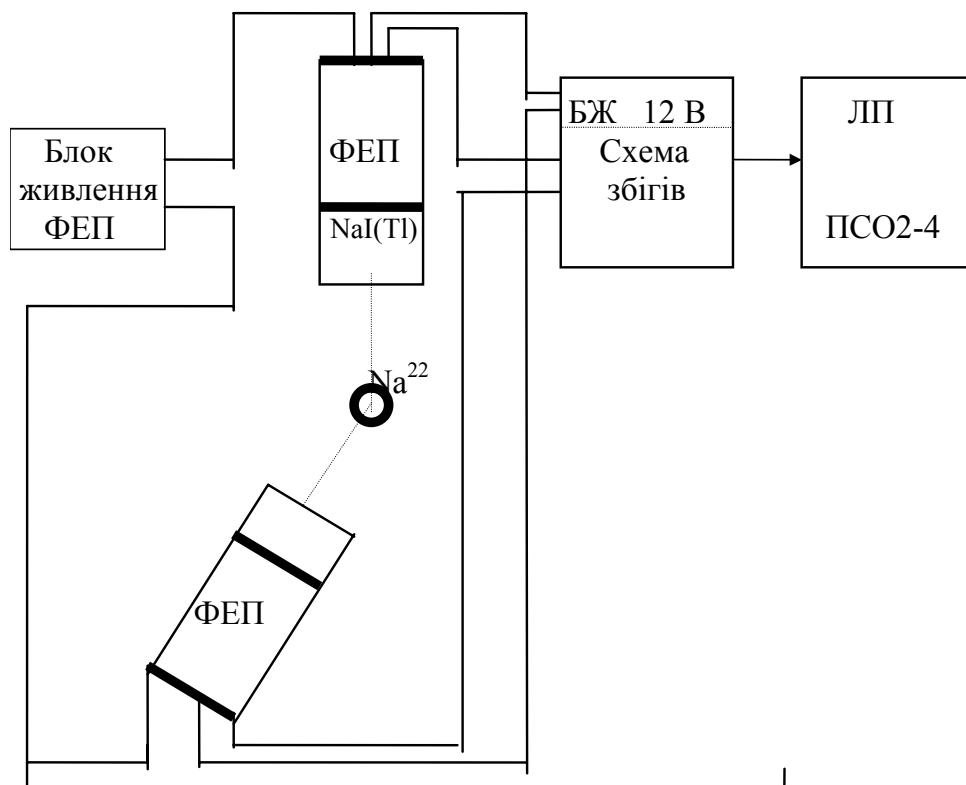 Блок
живлення
ФЕП
ФЕП
NaI(Tl)
БЖ 12 В
Схема
збігів
ЛП
ПСО2-4
Na²²
ФЕП